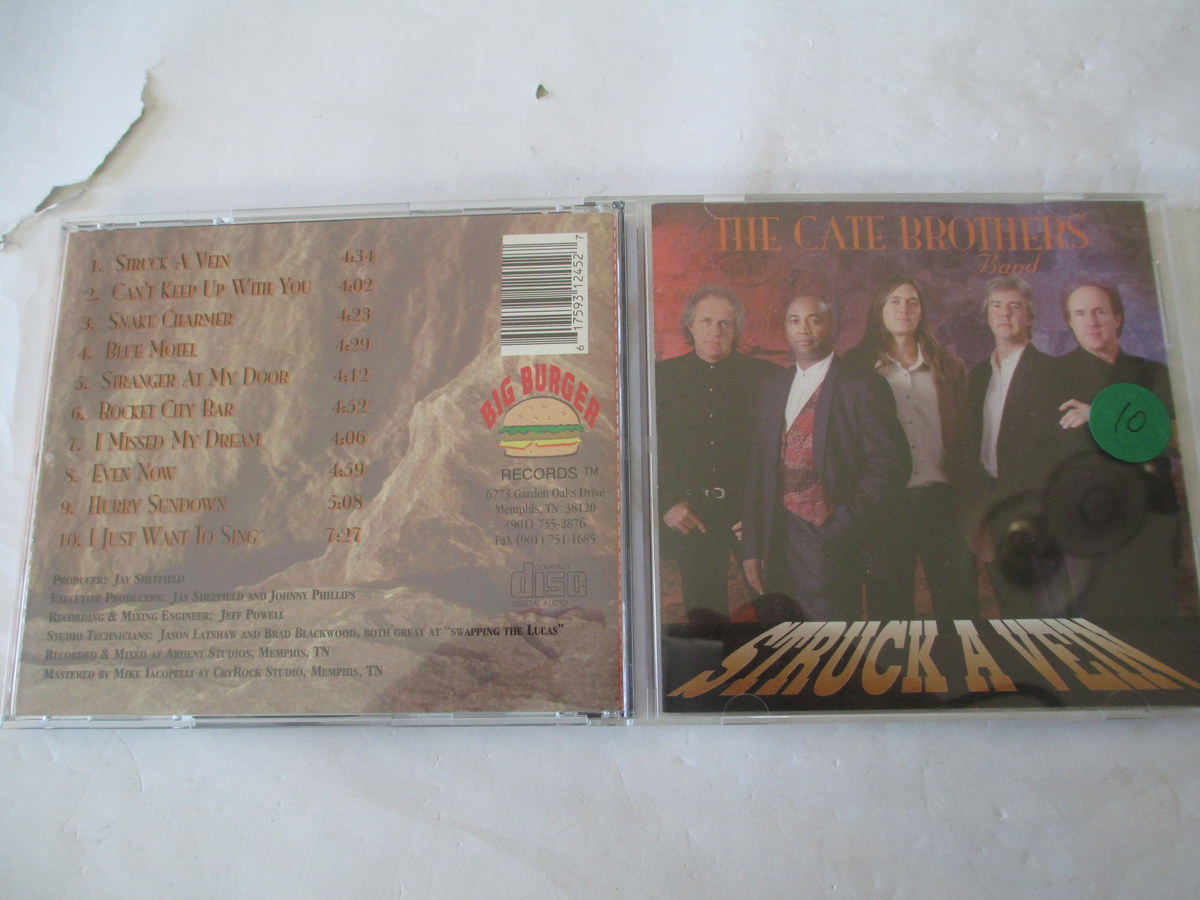 1. Struck A Vein 4:34
2. Can't Keep Up With You 4:02
3. Snake Charmer 4:23
4. Blue Motel 4:29
5. Stranger At My Door 4:12
6. Rocket City Bar 4:52
7. I Missed My Dream 4:06
8. Even Now 4:59
9. Hurry Sundown 5:08
10. I Just Want To Sing 7:27
Producer: Jay Sheffield
Executive Producers: Jay Sheffield and Johnny Phillips
Recording & Mixing Engineer: Jeff Powell
Studio Technicians: Jason Latshaw and Brad Blackwood, both great at "swapping the Lucas"
Recorded & Mixed at Ardent Studios, Memphis, TN
Mastered by Mike Iacopelli at CryRock Studio, Memphis, TN
6 17593 12452 7
BIG BURGER
RECORDS ™
6773 Garden Oaks Drive
Memphis, TN 38120
(901) 755-2876
Fax (901) 751-1685
COMPACT
disc
DIGITAL AUDIO
THE CATE BROTHERS
Band
10
STRUCK A VEIN